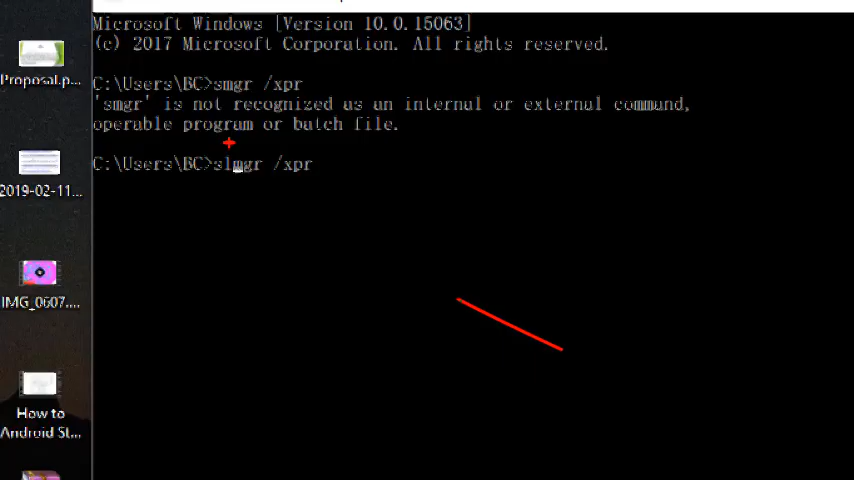 Microsoft Windows [Version 10.0.15063]
(c) 2017 Microsoft Corporation. All rights reserved.
C:\Users\BC>smgr /xpr
'smgr' is not recognized as an internal or external command,
operable program or batch file.
C:\Users\BC>slmgr /xpr
Proposal.p...
2019-02-11...
IMG_0607....
How to
Android St...